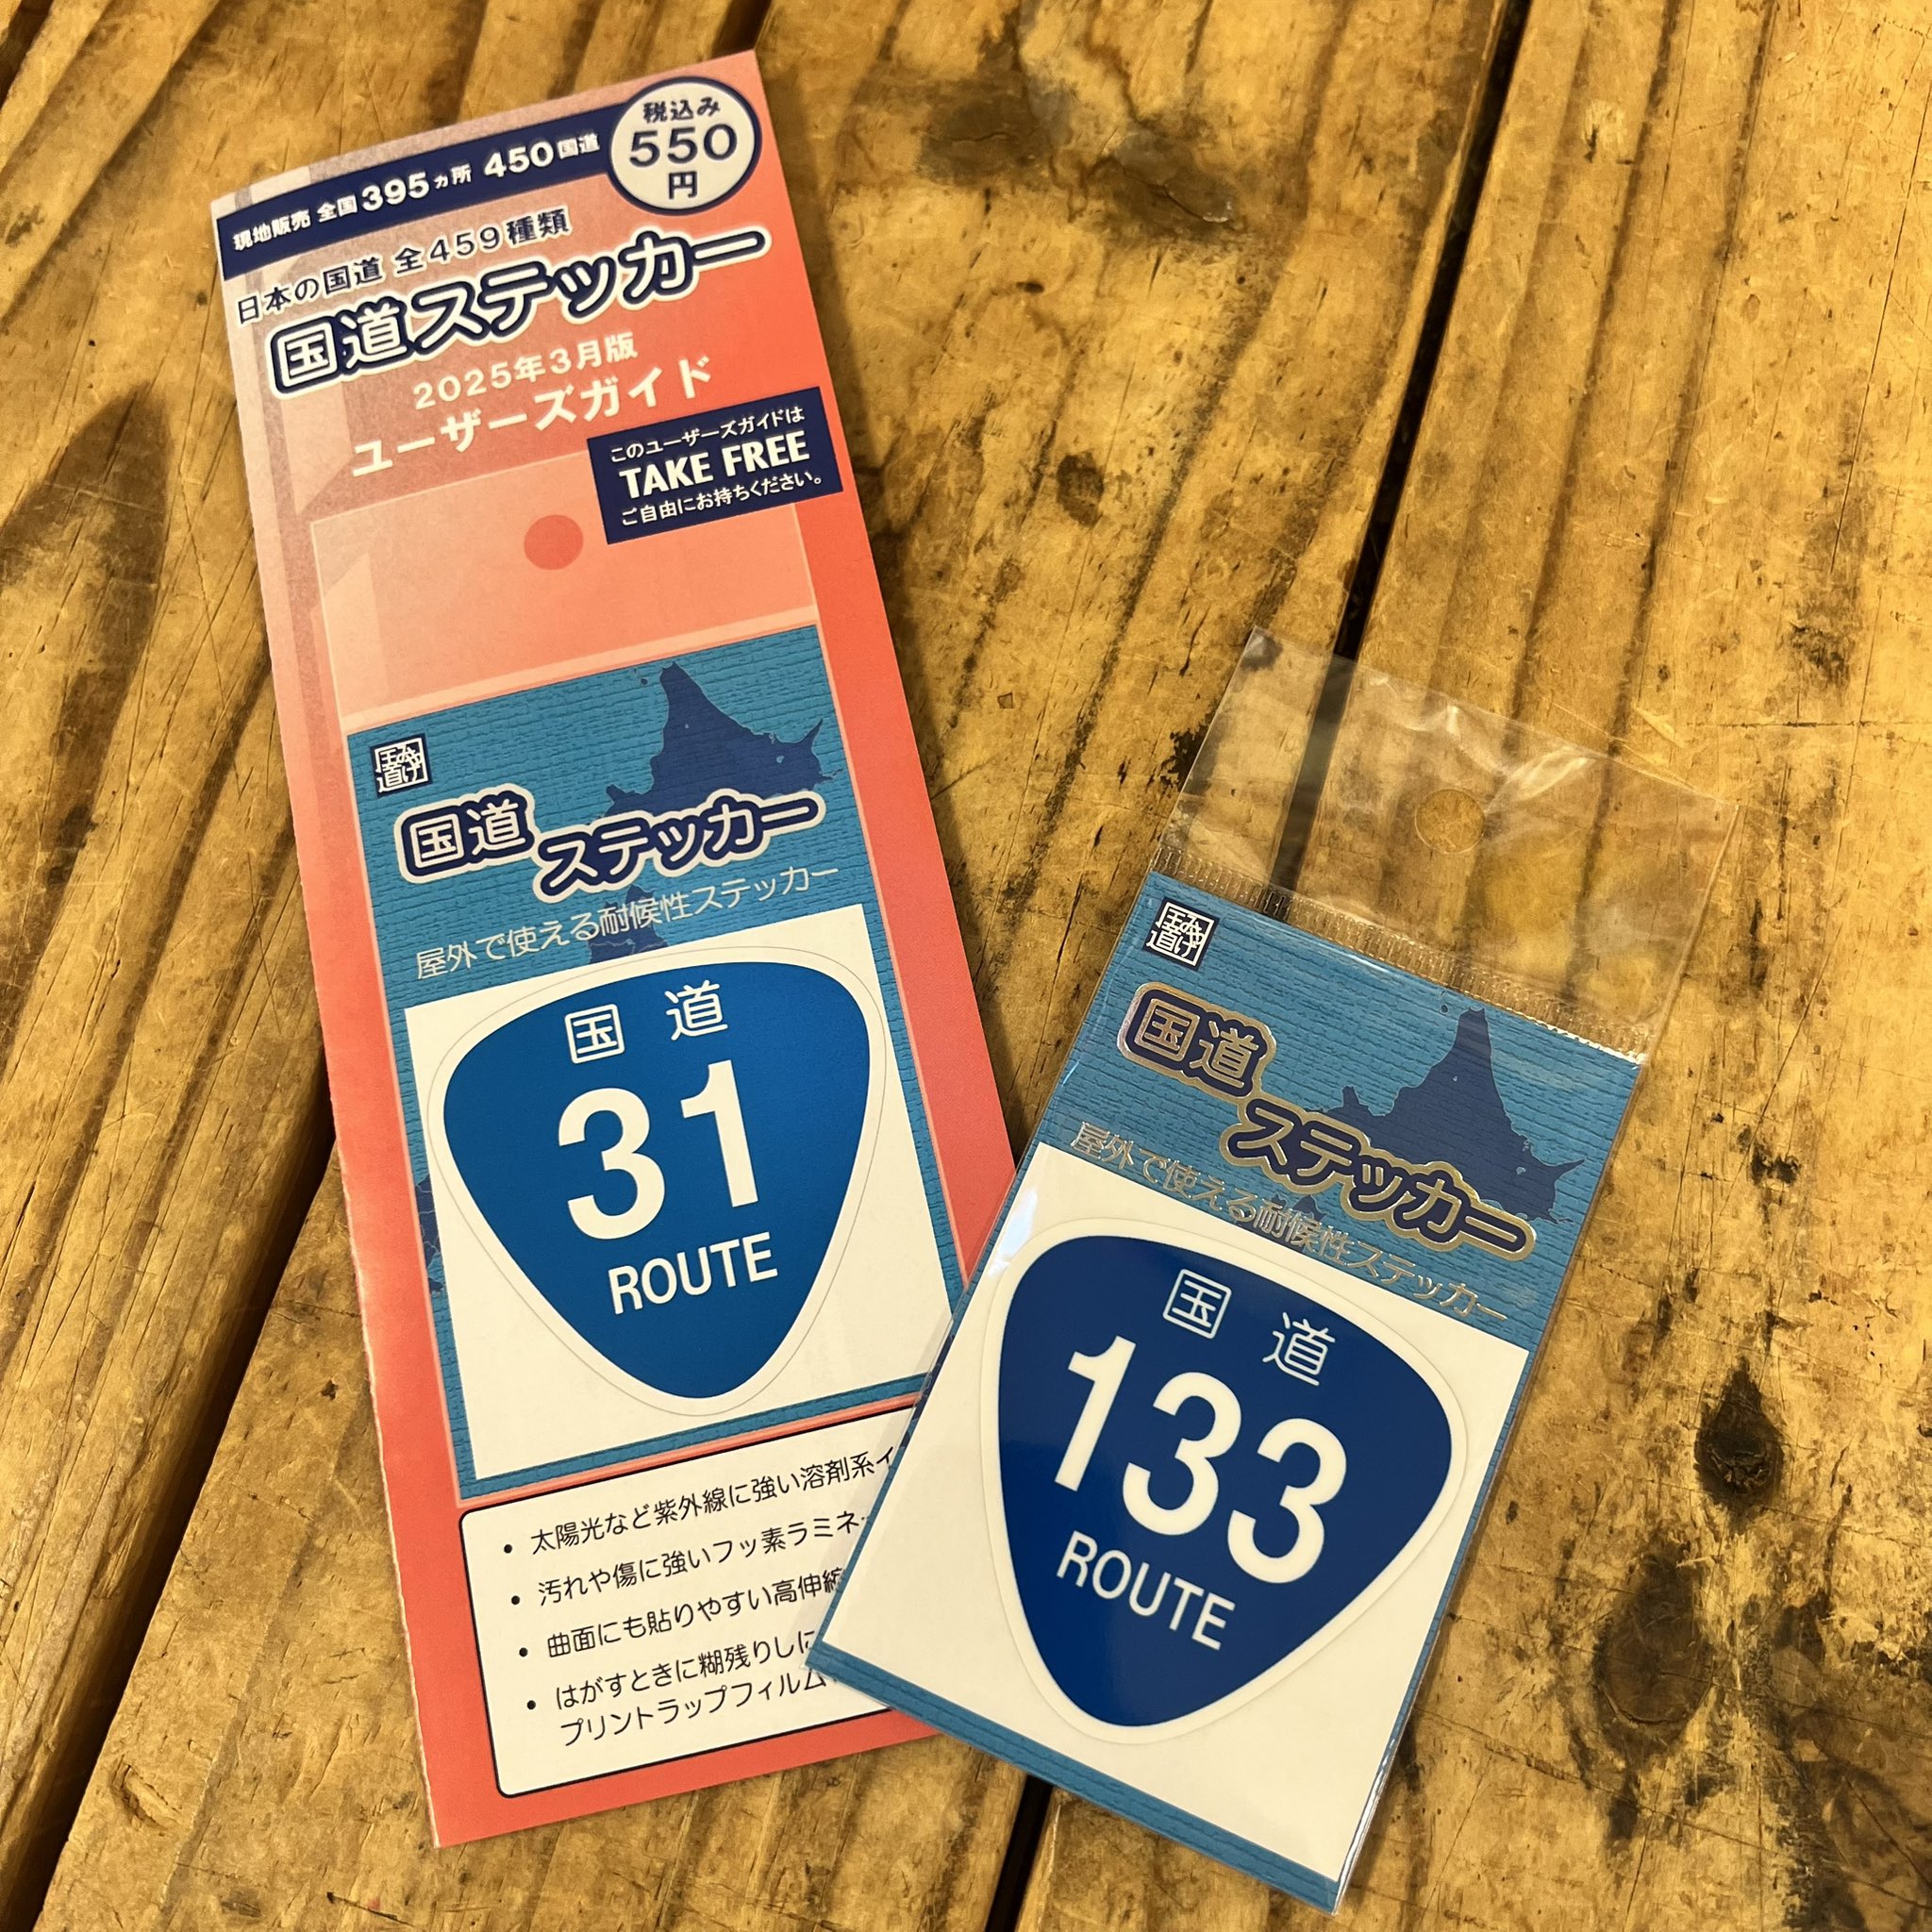 現地販売 全国395ヵ所 450国道
税込み
550
円
日本の国道 全459種類
国道ステッカー
2025年3月版
ユーザーズガイド
このユーザーズガイドは
TAKE FREE
ご自由にお持ちください。
国道
みやげ
国道
ステッカー
屋外で使える耐候性ステッカー
国道
31
ROUTE
• 太陽光など紫外線に強い溶剤系イ
• 汚れや傷に強いフッ素ラミネ
• 曲面にも貼りやすい高伸縮
• はがすときに糊残りしに
プリントラップフィルム
国道
みやげ
国道
ステッカー
屋外で使える耐候性ステッカー
国道
133
ROUTE